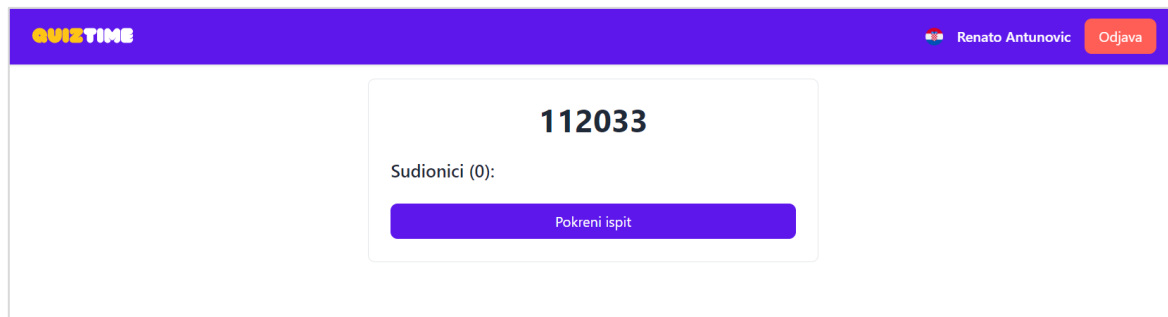 QUIZTIME
Renato Antunovic
Odjava
112033
Sudionici (0):
Pokreni ispit